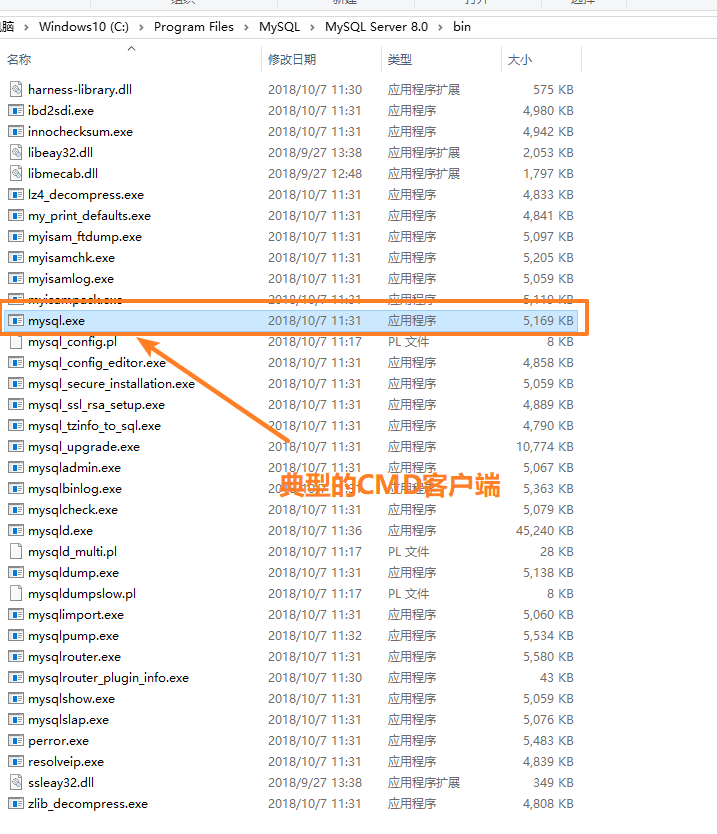 脑 › Windows10 (C:) › Program Files › MySQL › MySQL Server 8.0 › bin
名称 修改日期 类型 大小
harness-library.dll 2018/10/7 11:30 应用程序扩展 575 KB
ibd2sdi.exe 2018/10/7 11:31 应用程序 4,980 KB
innochecksum.exe 2018/10/7 11:31 应用程序 4,942 KB
libeay32.dll 2018/9/27 13:38 应用程序扩展 2,053 KB
libmecab.dll 2018/9/27 12:48 应用程序扩展 1,797 KB
lz4_decompress.exe 2018/10/7 11:31 应用程序 4,833 KB
my_print_defaults.exe 2018/10/7 11:31 应用程序 4,841 KB
myisam_ftdump.exe 2018/10/7 11:31 应用程序 5,097 KB
myisamchk.exe 2018/10/7 11:31 应用程序 5,205 KB
myisamlog.exe 2018/10/7 11:31 应用程序 5,059 KB
myisampack.exe 2018/10/7 11:31 应用程序 5,119 KB
mysql.exe 2018/10/7 11:31 应用程序 5,169 KB
mysql_config.pl 2018/10/7 11:17 PL 文件 8 KB
mysql_config_editor.exe 2018/10/7 11:31 应用程序 4,858 KB
mysql_secure_installation.exe 2018/10/7 11:31 应用程序 5,059 KB
mysql_ssl_rsa_setup.exe 2018/10/7 11:31 应用程序 4,889 KB
mysql_tzinfo_to_sql.exe 2018/10/7 11:31 应用程序 4,790 KB
mysql_upgrade.exe 2018/10/7 11:31 应用程序 10,774 KB
mysqladmin.exe 2018/10/7 11:31 应用程序 5,067 KB
典型的CMD客户端
mysqlbinlog.exe 5,363 KB
mysqlcheck.exe 2018/10/7 11:31 应用程序 5,079 KB
mysqld.exe 2018/10/7 11:36 应用程序 45,240 KB
mysqld_multi.pl 2018/10/7 11:17 PL 文件 28 KB
mysqldump.exe 2018/10/7 11:31 应用程序 5,138 KB
mysqldumpslow.pl 2018/10/7 11:17 PL 文件 8 KB
mysqlimport.exe 2018/10/7 11:31 应用程序 5,060 KB
mysqlpump.exe 2018/10/7 11:32 应用程序 5,534 KB
mysqlrouter.exe 2018/10/7 11:31 应用程序 5,580 KB
mysqlrouter_plugin_info.exe 2018/10/7 11:30 应用程序 43 KB
mysqlshow.exe 2018/10/7 11:31 应用程序 5,059 KB
mysqlslap.exe 2018/10/7 11:31 应用程序 5,076 KB
perror.exe 2018/10/7 11:31 应用程序 5,483 KB
resolveip.exe 2018/10/7 11:31 应用程序 4,839 KB
ssleay32.dll 2018/9/27 13:38 应用程序扩展 349 KB
zlib_decompress.exe 2018/10/7 11:31 应用程序 4,808 KB